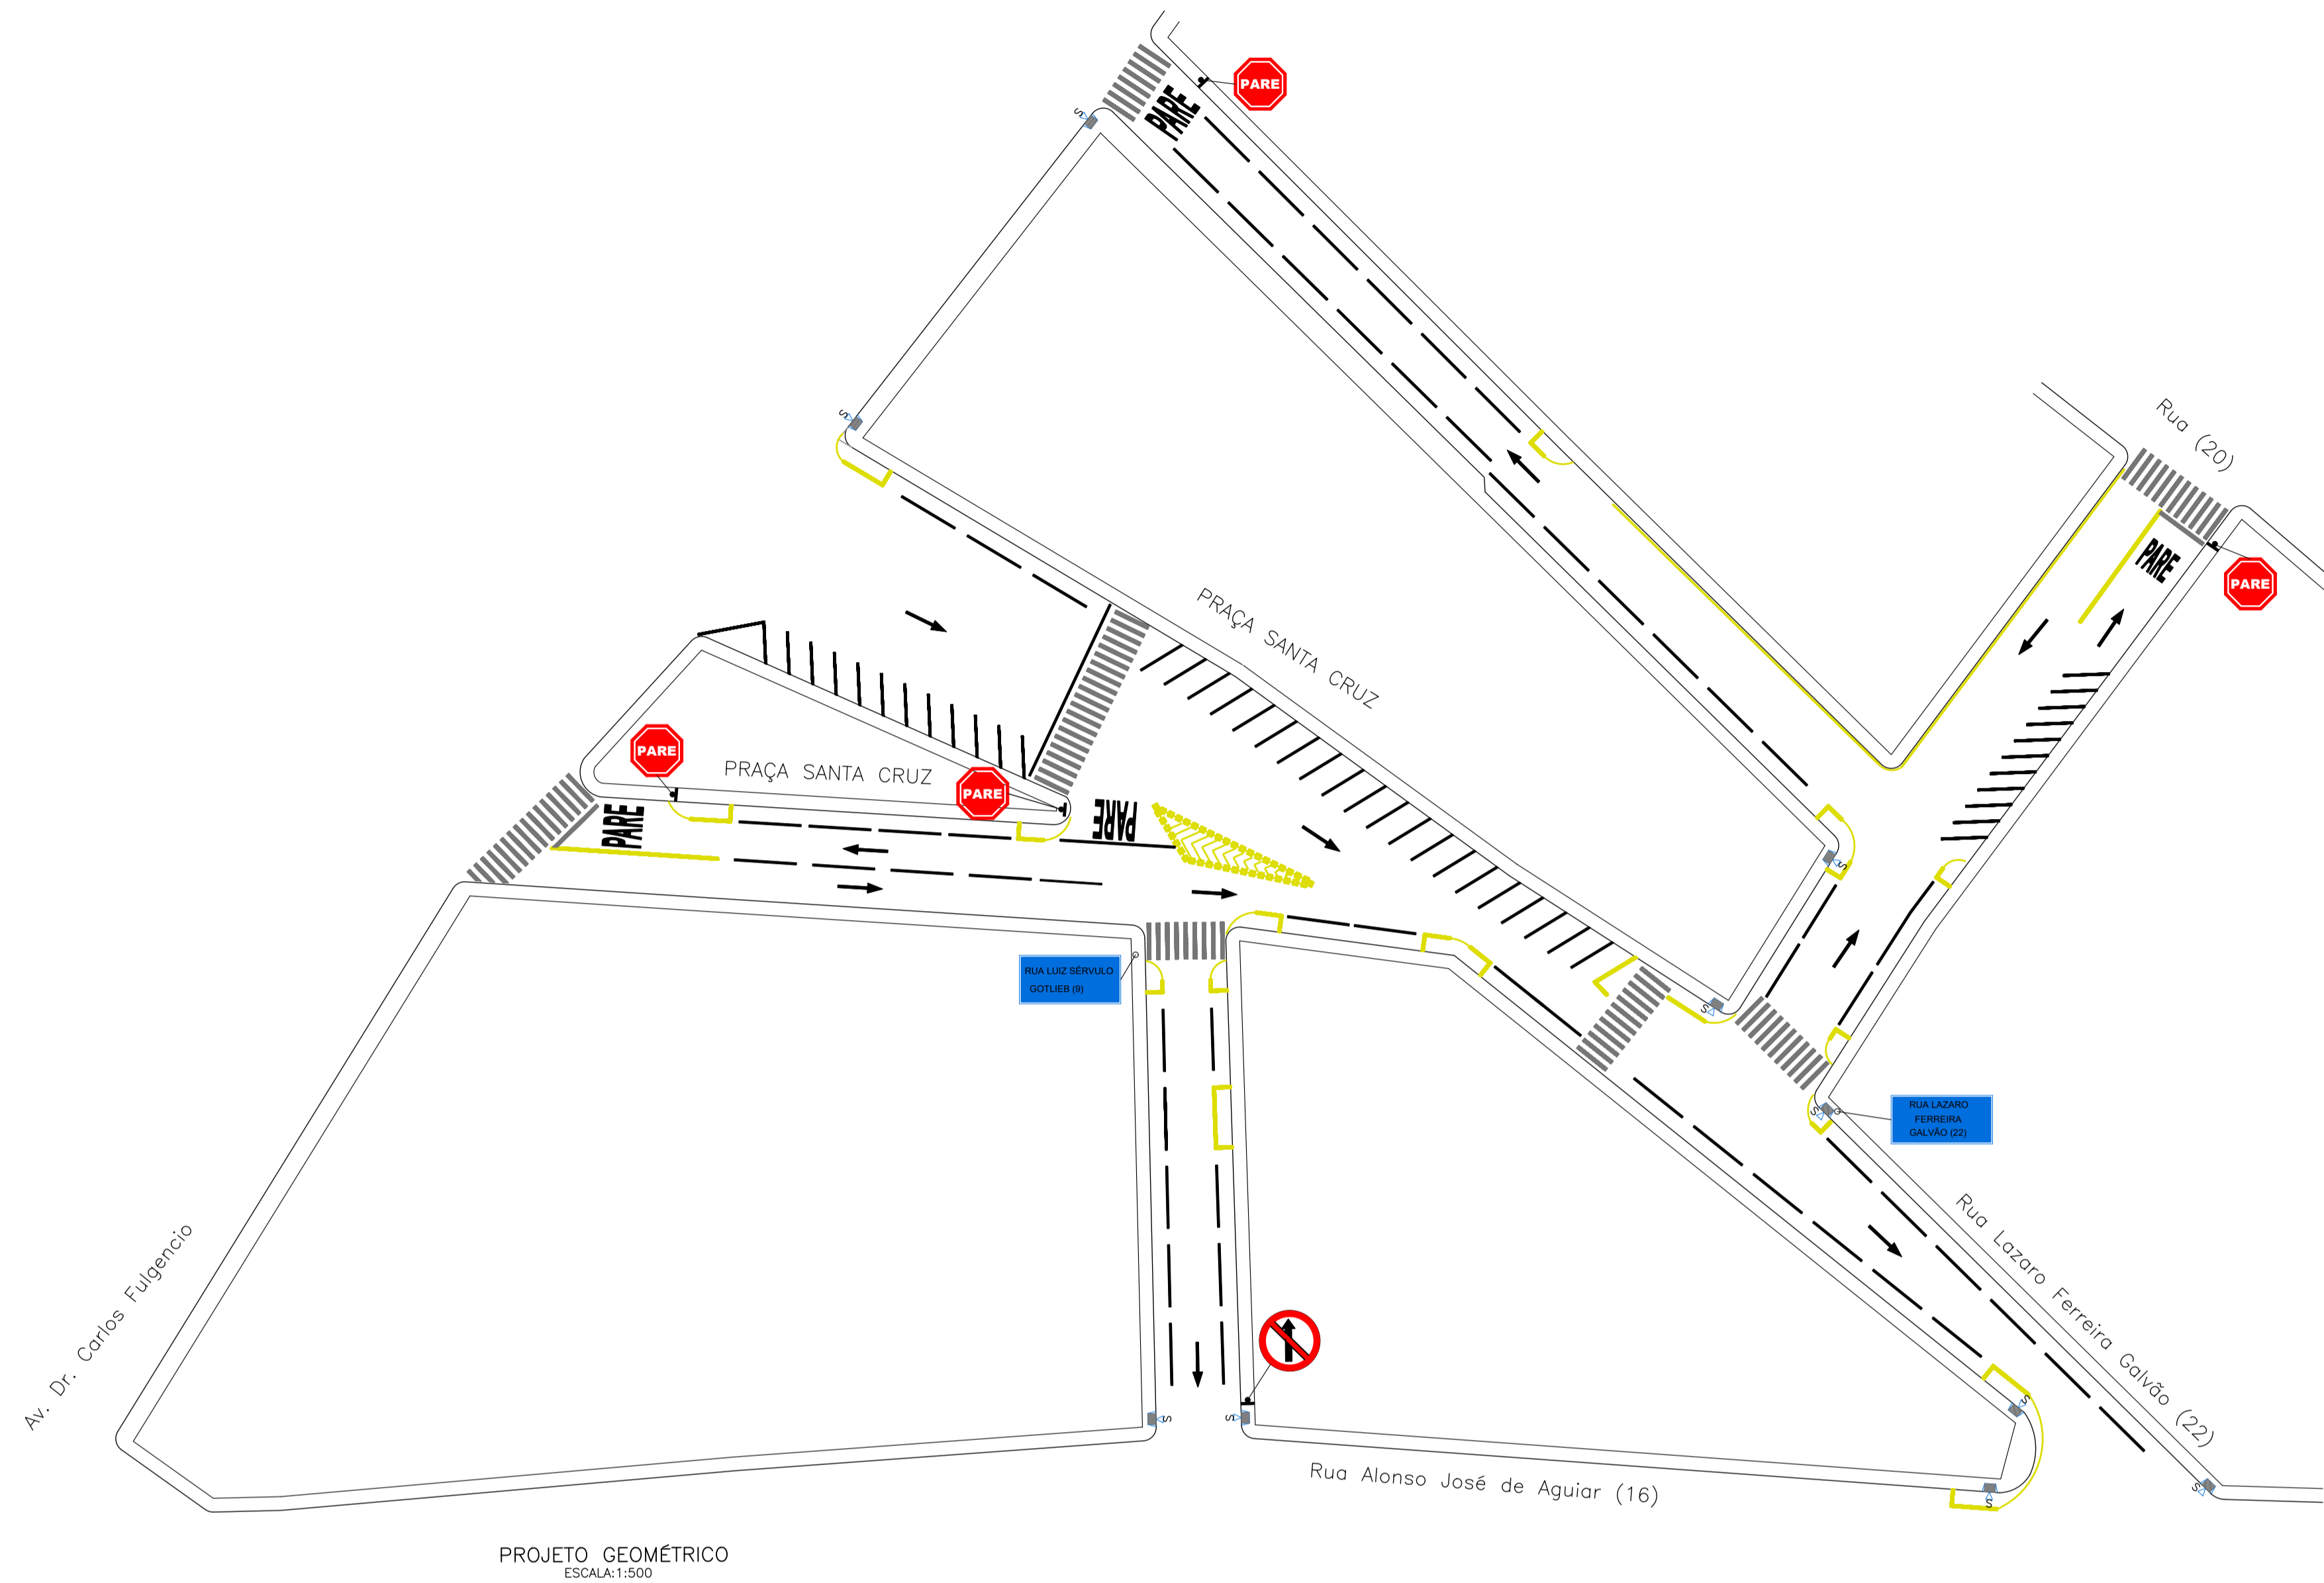 PARE
PARE
S
Rua (20)
S
PARE
PARE
PRAÇA SANTA CRUZ
PARE
PRAÇA SANTA CRUZ
PARE
PARE
PARE
S
RUA LUIZ SÉRVULO
GOTLIEB (9)
S
RUA LAZARO
FERREIRA
GALVÃO (22)
S
Rua Lazaro Ferreira Galvão (22)
Av. Dr. Carlos Fulgencio
S
S
S
Rua Alonso José de Aguiar (16)
S
S
PARE
PROJETO GEOMÉTRICO
ESCALA:1:500